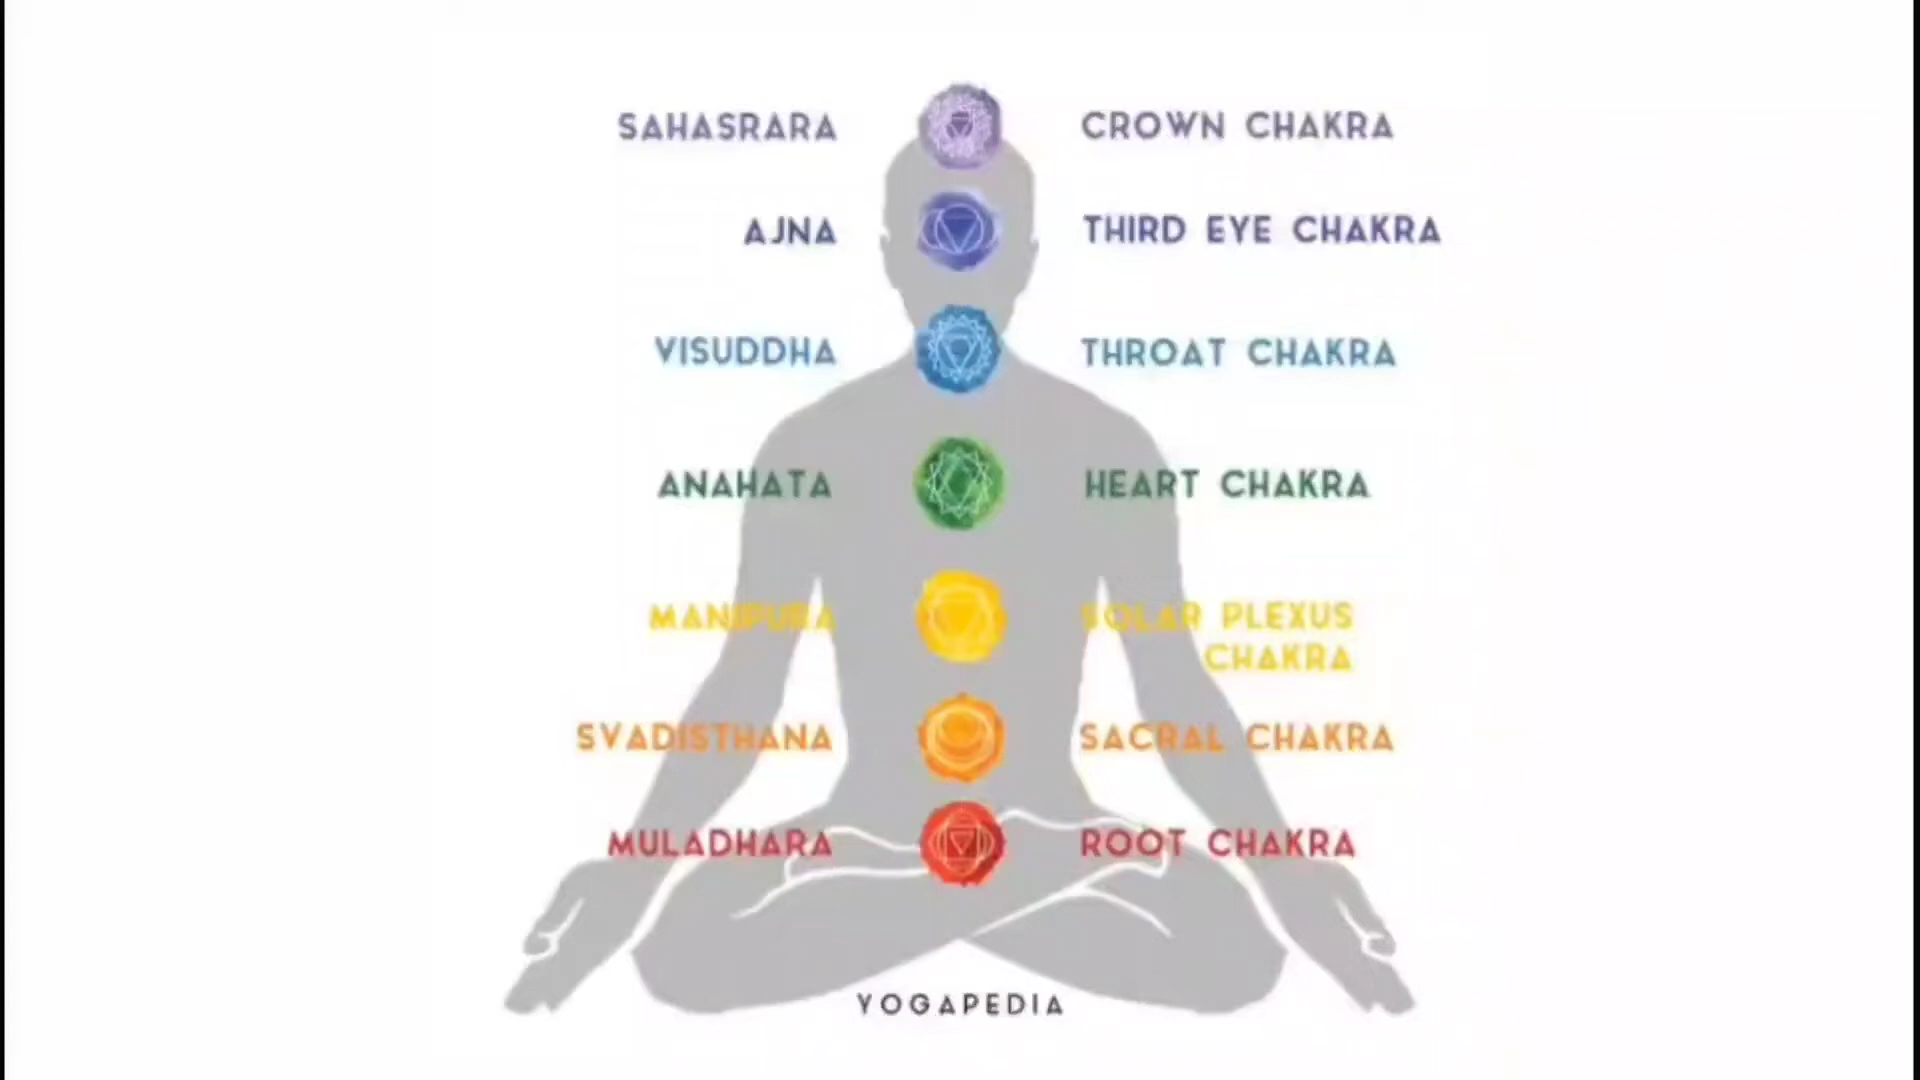 SAHASRARA CROWN CHAKRA
AJNA THIRD EYE CHAKRA
VISUDDHA THROAT CHAKRA
ANAHATA HEART CHAKRA
MANIPURA SOLAR PLEXUS
CHAKRA
SVADISTHANA SACRAL CHAKRA
MULADHARA ROOT CHAKRA
YOGAPEDIA